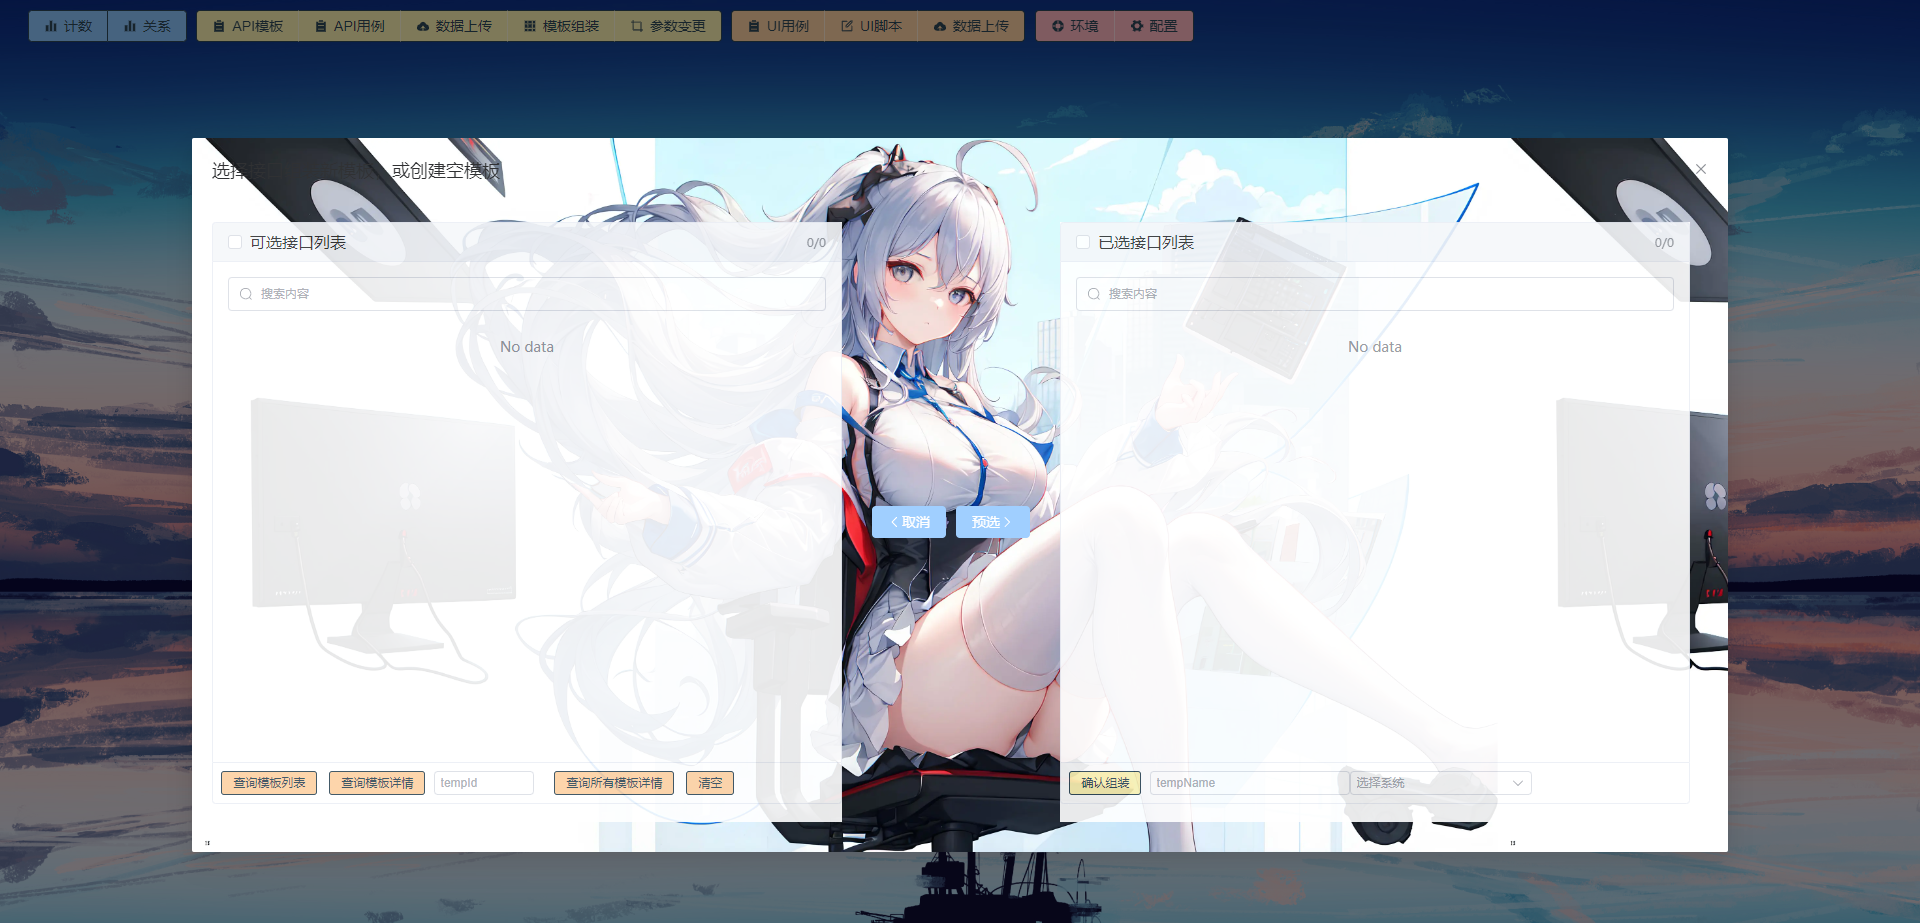 计数 关系 API模板 API用例 数据上传 模板组装 参数变更 UI用例 UI脚本 数据上传 环境 配置
选择接口 模板，或创建空模板
可选接口列表 0/0
搜索内容
No data
取消 预选
已选接口列表 0/0
搜索内容
No data
查询模板列表 查询模板详情 tempId 查询所有模板详情 清空
确认组装 tempName 选择系统